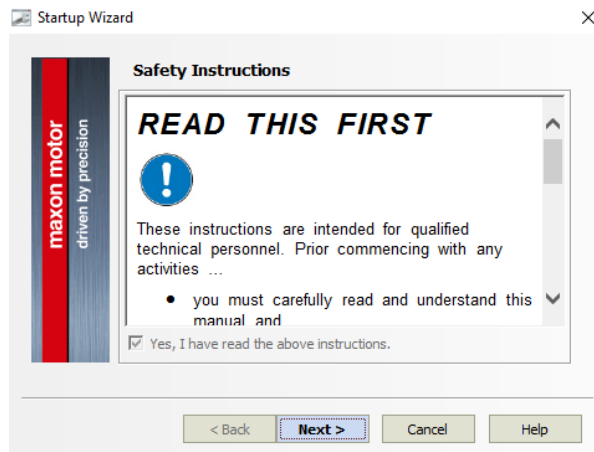 Startup Wizard
Safety Instructions
maxon motor
driven by precision
READ THIS FIRST
These instructions are intended for qualified
technical personnel. Prior commencing with any
activities ...
• you must carefully read and understand this
manual and
Yes, I have read the above instructions.
< Back
Next >
Cancel
Help